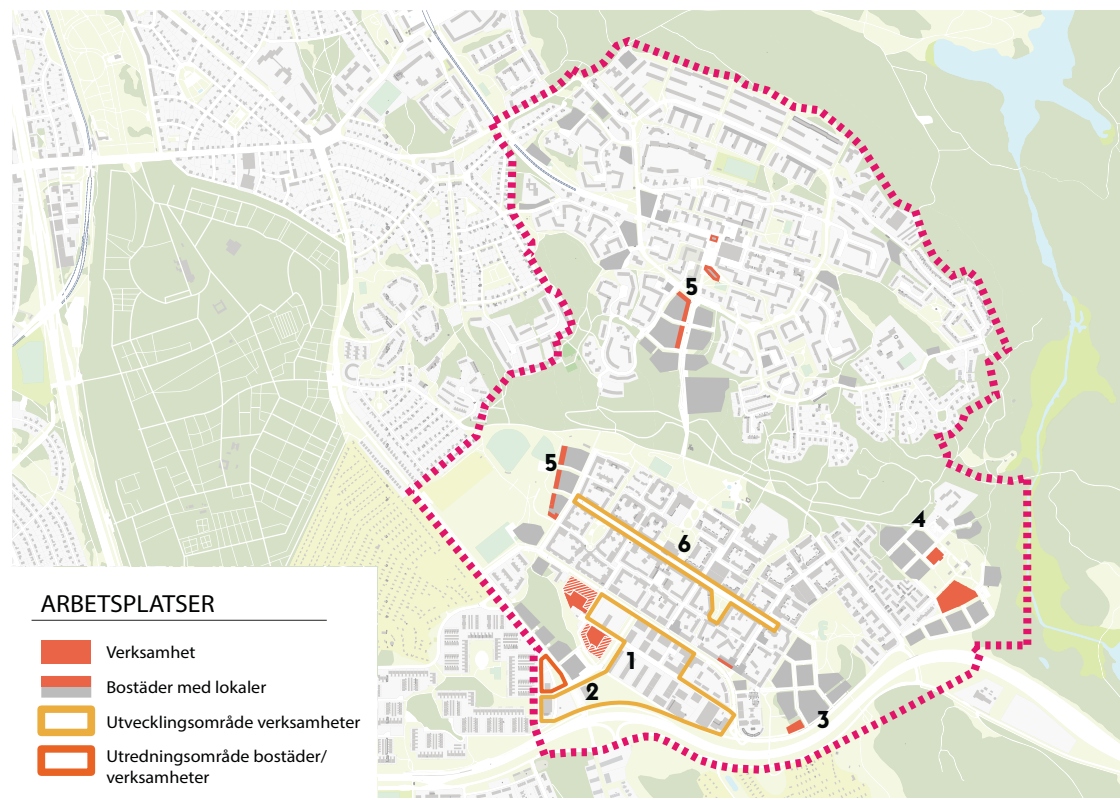 5
5
6
4
1
2
3
ARBETSPLATSER
Verksamhet
Bostäder med lokaler
Utvecklingsområde verksamheter
Utredningsområde bostäder/
verksamheter